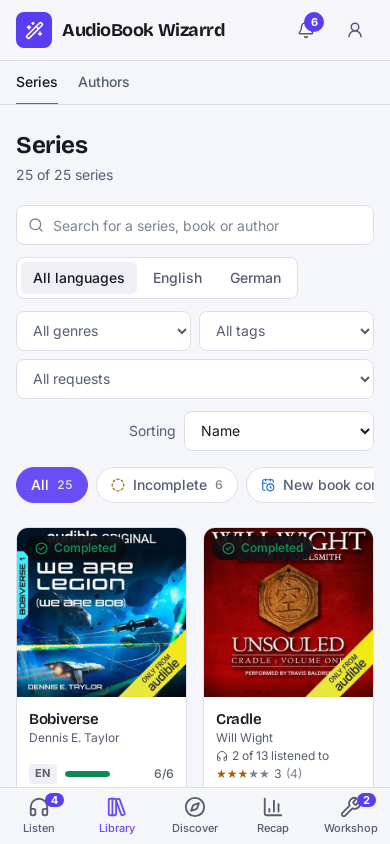 AudioBook Wizarrd
6
Series
Authors
Series
25 of 25 series
Search for a series, book or author
All languages
English
German
All genres
All tags
All requests
Sorting
Name
All 25
Incomplete 6
New book
audible ORIGINAL
Completed
BOBIVERSE 1
WE ARE
LEGION
(WE ARE BOB)
DENNIS E. TAYLOR
ONLY FROM
audible
WILL WIGHT
Completed
UNSOULED
CRADLE : VOLUME
PERFORMED BY TRAVIS
ONLY FROM
audible
Bobiverse
Dennis E. Taylor
EN
6/6
Cradle
Will Wight
2 of 13 listened to
★★★★★ 3 (4)
4
Listen
Library
Discover
Recap
2
Workshop